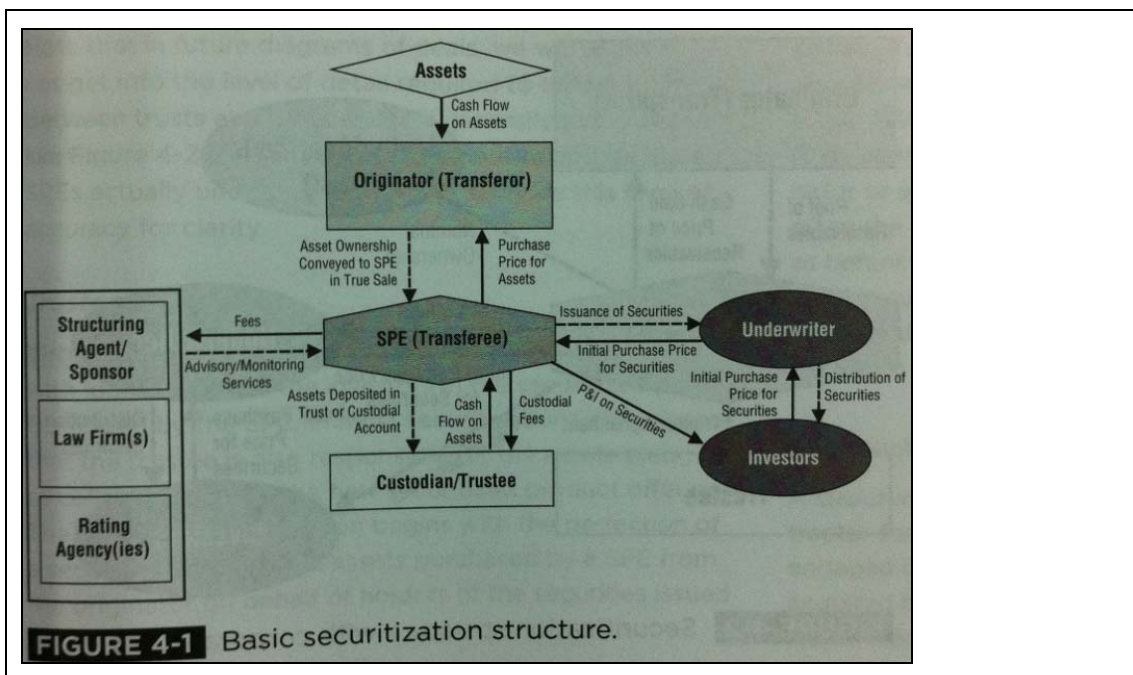 Assets
Cash Flow
on Assets
Originator (Transferor)
Asset Ownership
Conveyed to SPE
in True Sale
Purchase
Price for
Assets
Structuring
Agent/
Sponsor
Law Firm(s)
Rating
Agency(ies)
Fees
Advisory/Monitoring
Services
SPE (Transferee)
Issuance of Securities
Initial Purchase Price
for Securities
Underwriter
Assets Deposited in
Trust or Custodial
Account
Cash
Flow on
Assets
Custodial
Fees
P&I on Securities
Initial Purchase
Price for
Securities
Distribution of
Securities
Custodian/Trustee
Investors
FIGURE 4-1 Basic securitization structure.